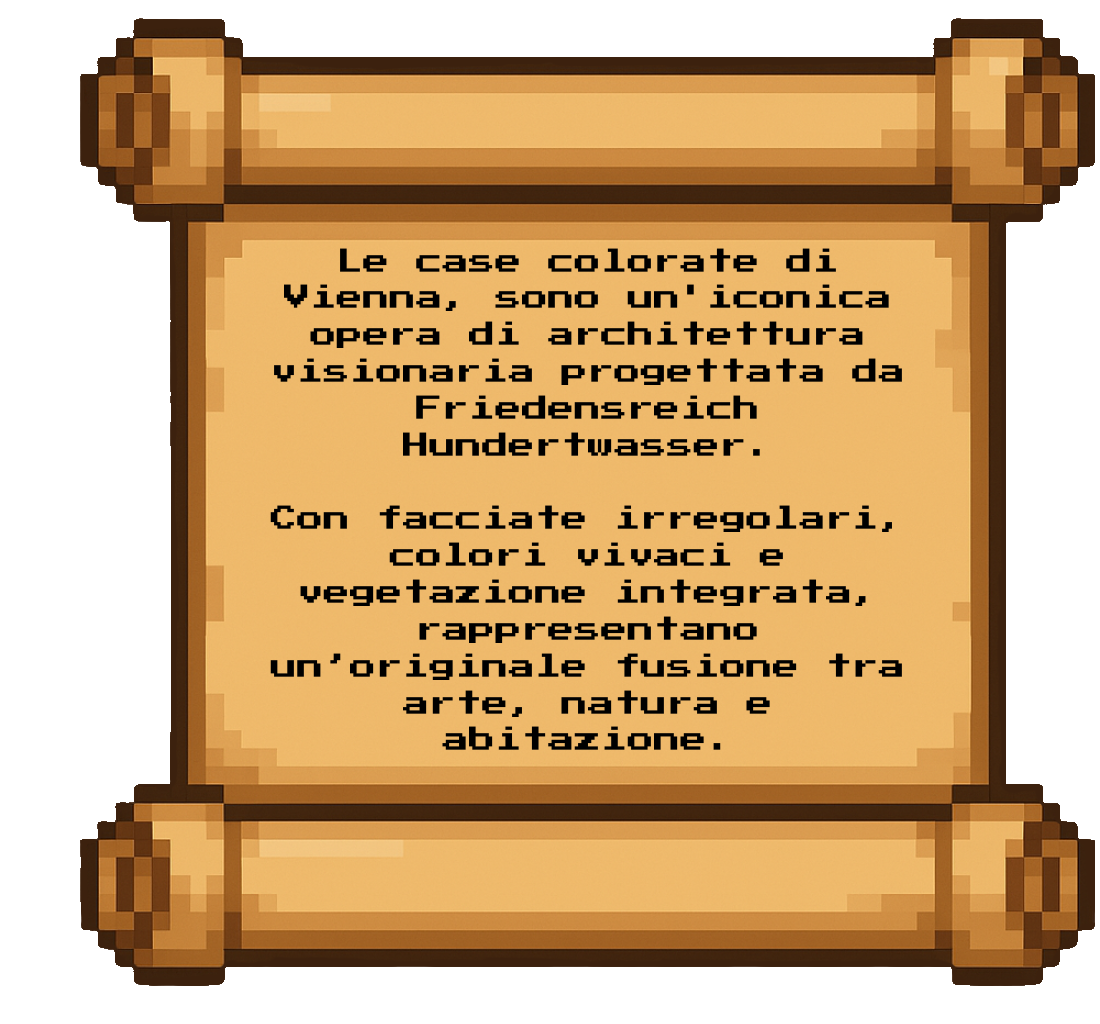 Le case colorate di
Vienna, sono un'iconica
opera di architettura
visionaria progettata da
Friedensreich
Hundertwasser.
Con facciate irregolari,
colori vivaci e
vegetazione integrata,
rappresentano
un’originale fusione tra
arte, natura e
abitazione.